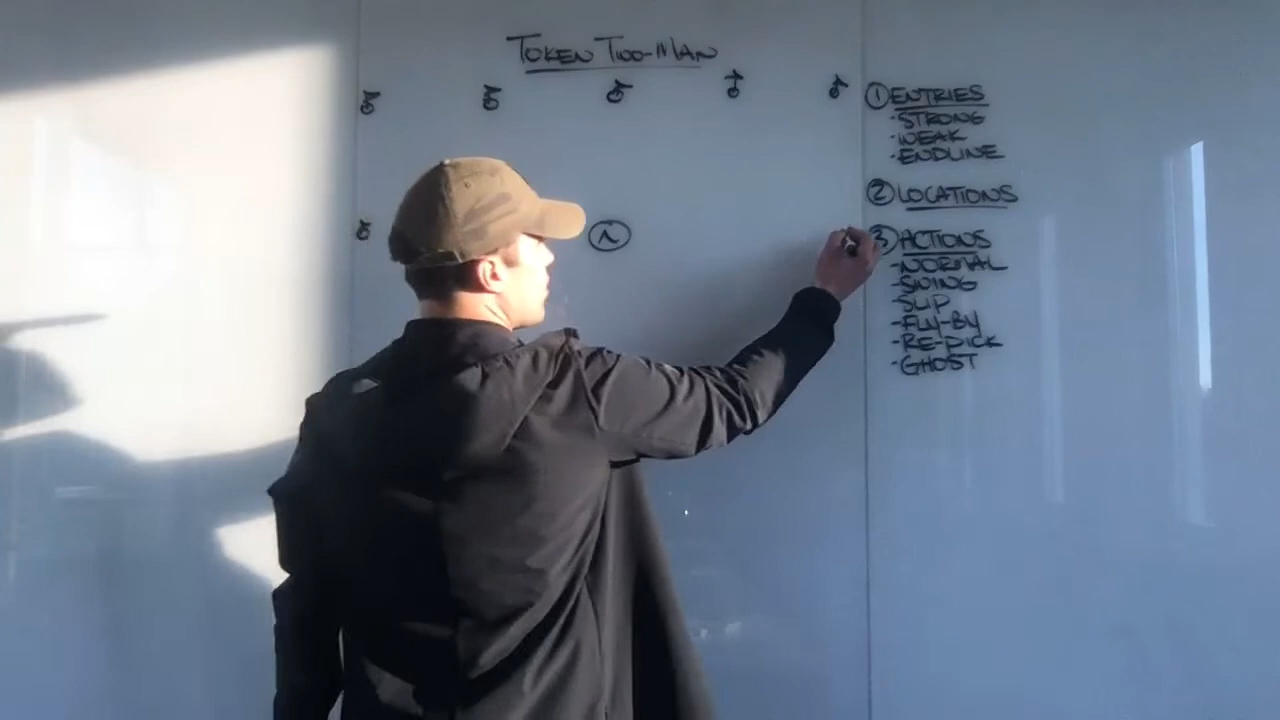 TOKEN TWO-MAN
① ENTRIES
-STRONG
-WEAK
-ENDLINE
② LOCATIONS
③ ACTIONS
-NORMAL
-SWING
-SLIP
-FLY-BY
-RE-PICK
-GHOST